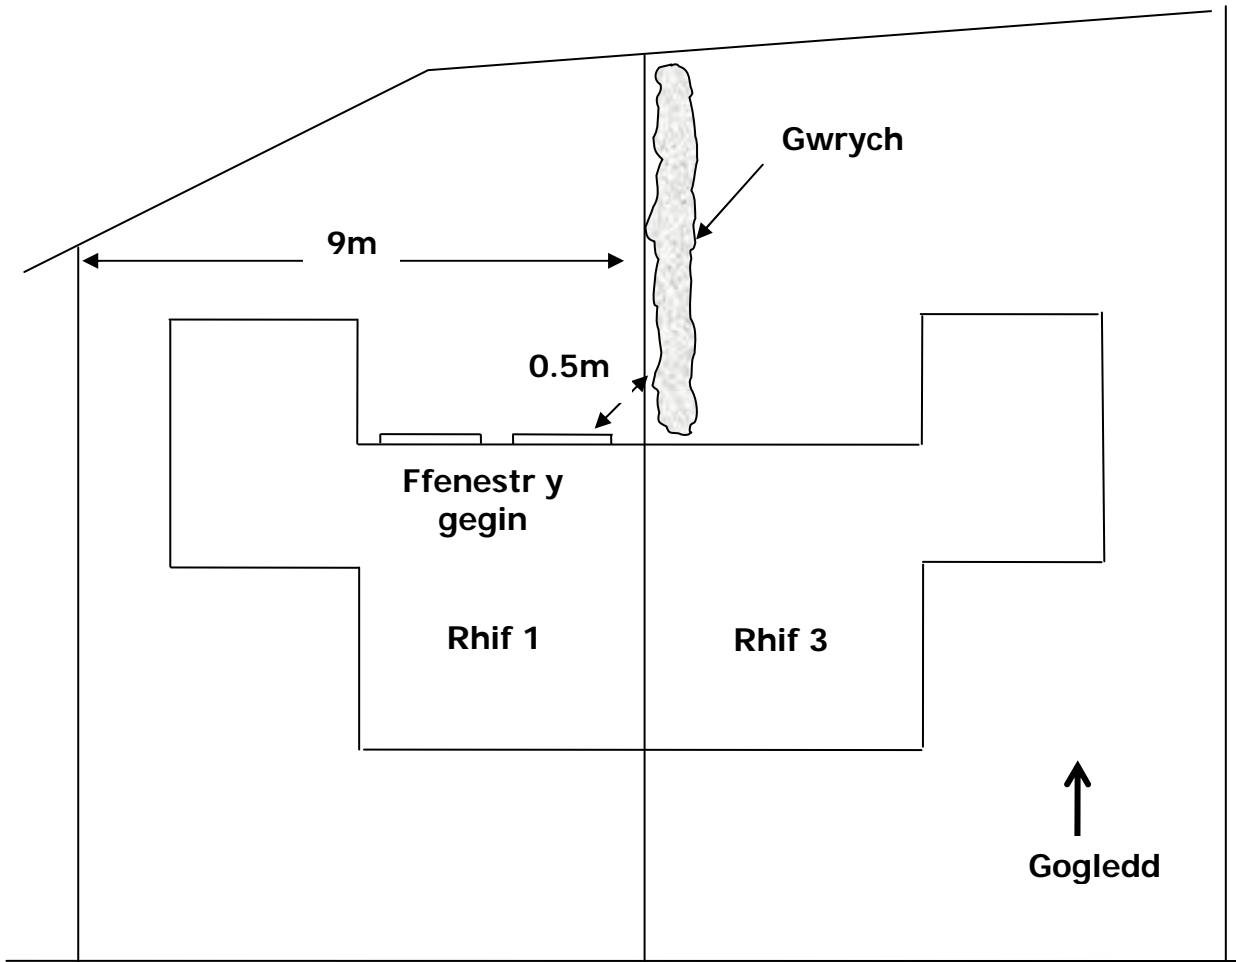 Gwrych
9m
0.5m
Ffenestr y
gegin
Rhif 1
Rhif 3
Gogledd